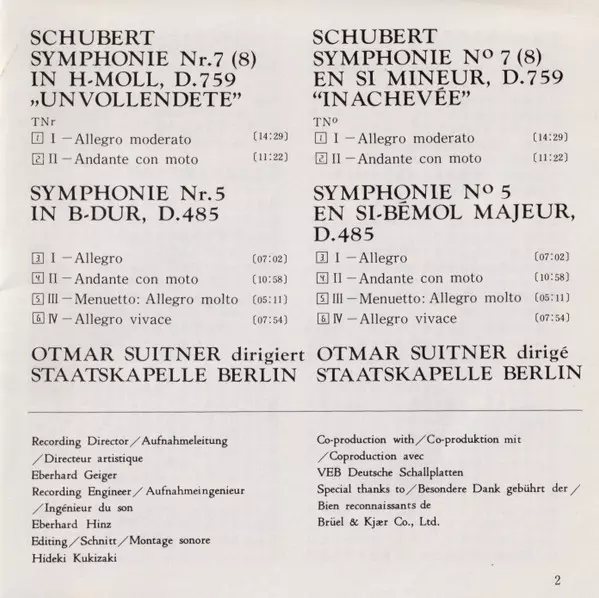 SCHUBERT
SYMPHONIE Nr.7 (8)
IN H-MOLL, D.759
„UNVOLLENDETE”
TNr
1 I－Allegro moderato [14:29]
2 II－Andante con moto [11:22]
SYMPHONIE Nr.5
IN B-DUR, D.485
3 I－Allegro [07:02]
4 II－Andante con moto [10:58]
5 III－Menuetto: Allegro molto [05:11]
6 IV－Allegro vivace [07:54]
OTMAR SUITNER dirigiert
STAATSKAPELLE BERLIN
SCHUBERT
SYMPHONIE Nº 7 (8)
EN SI MINEUR, D.759
“INACHEVÉE”
TNº
1 I－Allegro moderato [14:29]
2 II－Andante con moto [11:22]
SYMPHONIE Nº 5
EN SI-BÉMOL MAJEUR,
D.485
3 I－Allegro [07:02]
4 II－Andante con moto [10:58]
5 III－Menuetto: Allegro molto [05:11]
6 IV－Allegro vivace [07:54]
OTMAR SUITNER dirigé
STAATSKAPELLE BERLIN
Recording Director/Aufnahmeleitung
/Directeur artistique
Eberhard Geiger
Recording Engineer/Aufnahmeingenieur
/Ingénieur du son
Eberhard Hinz
Editing/Schnitt/Montage sonore
Hideki Kukizaki
Co-production with/Co-produktion mit
/Coproduction avec
VEB Deutsche Schallplatten
Special thanks to/Besondere Dank gebührt der/
Bien reconnaissants de
Brüel & Kjær Co., Ltd.
2